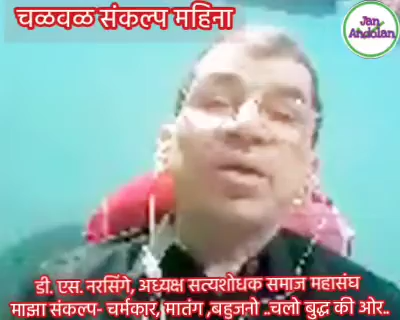 चळवळ संकल्प महिना
Jan
Andolan
डी. एस. नरसिंगे, अध्यक्ष सत्यशोधक समाज महासंघ
माझा संकल्प- चर्मकार, मातंग ,बहुजनो ..चलो बुद्ध की ओर..